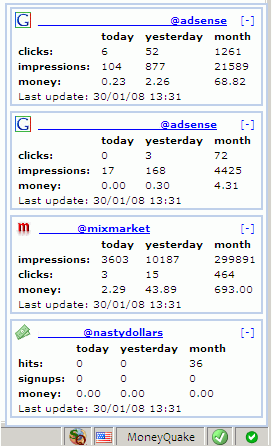 G @adsense [-]
today yesterday month
clicks: 6 52 1261
impressions: 104 877 21589
money: 0.23 2.26 68.82
Last update: 30/01/08 13:31
G @adsense [-]
today yesterday month
clicks: 0 3 72
impressions: 17 168 4425
money: 0.00 0.30 4.31
Last update: 30/01/08 13:31
m @mixmarket [-]
today yesterday month
impressions: 3603 10187 299891
clicks: 3 15 464
money: 2.29 43.89 693.00
Last update: 30/01/08 13:31
@nastydollars [-]
today yesterday month
hits: 0 0 36
signups: 0 0 0
money: 0.00 0.00 0.00
Last update: 30/01/08 13:31
MoneyQuake